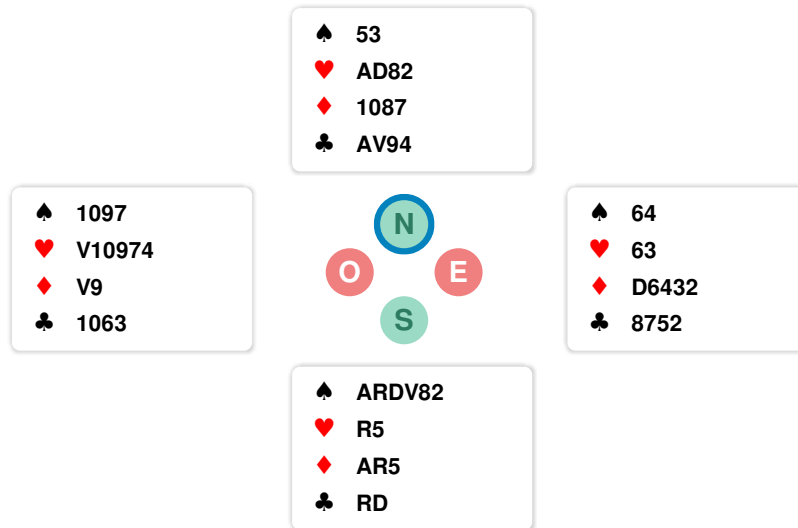 ♠ 53
♥ AD82
♦ 1087
♣ AV94
♠ 1097
♥ V10974
♦ V9
♣ 1063
N
O E
S
♠ 64
♥ 63
♦ D6432
♣ 8752
♠ ARDV82
♥ R5
♦ AR5
♣ RD